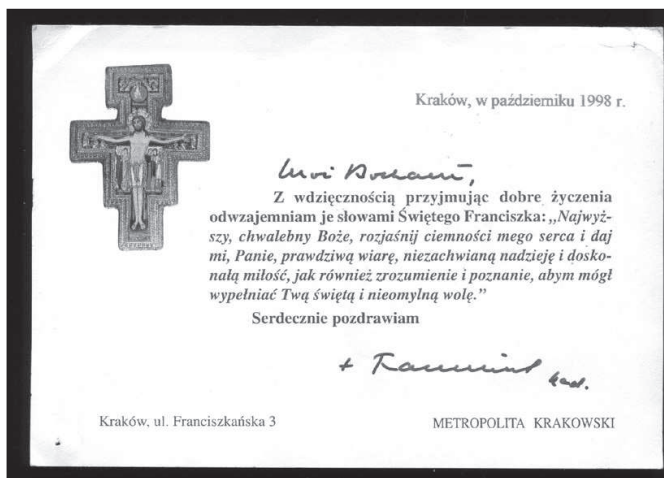 Kraków, w październiku 1998 r.
Moi Kochani,
Z wdzięcznością przyjmując dobre życzenia
odwzajemniam je słowami Świętego Franciszka: „Najwyż-
szy, chwalebny Boże, rozjaśnij ciemności mego serca i daj
mi, Panie, prawdziwą wiarę, niezachwianą nadzieję i dosko-
nałą miłość, jak również zrozumienie i poznanie, abym mógł
wypełniać Twą świętą i nieomylną wolę.”
Serdecznie pozdrawiam
+ Franciszek kard.
Kraków, ul. Franciszkańska 3
METROPOLITA KRAKOWSKI